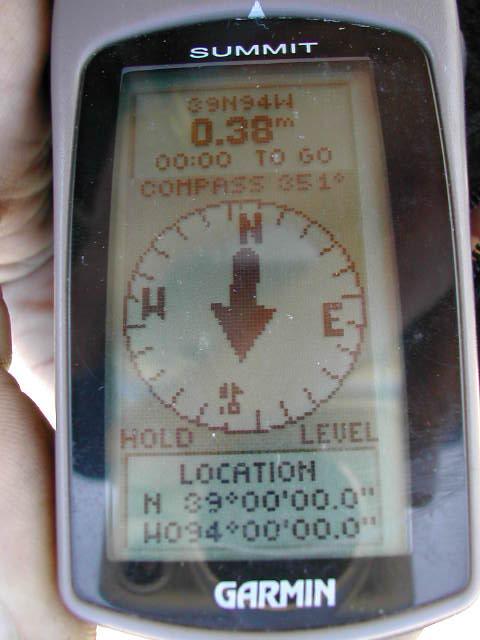 SUMMIT
39N94W
0.38m
00:00 TO GO
COMPASS 351°
N
W E
HOLD LEVEL
LOCATION
N 39°00'00.0"
W094°00'00.0"
GARMIN